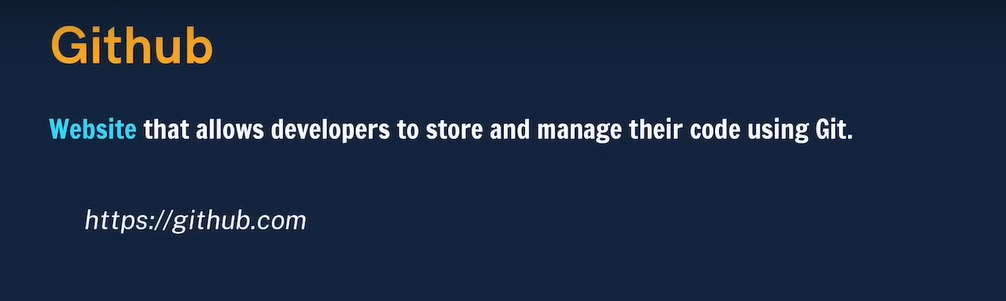 Github
Website that allows developers to store and manage their code using Git.
https://github.com